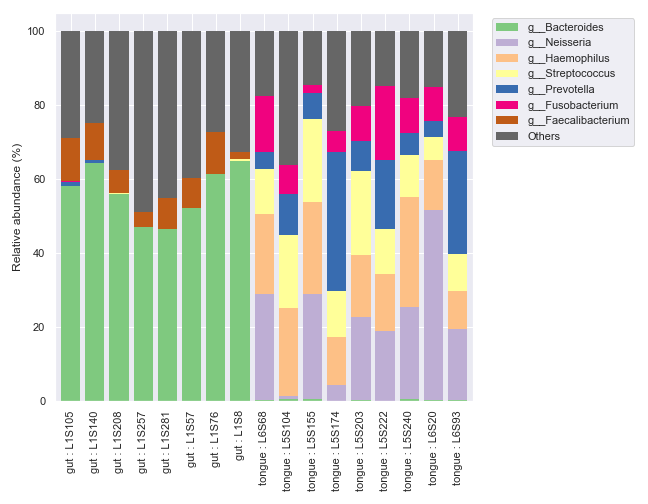 Relative abundance (%)
100
80
60
40
20
0
gut : L1S105
gut : L1S140
gut : L1S208
gut : L1S257
gut : L1S281
gut : L1S57
gut : L1S76
gut : L1S8
tongue : L6S68
tongue : L5S104
tongue : L5S155
tongue : L5S174
tongue : L5S203
tongue : L5S222
tongue : L5S240
tongue : L6S20
tongue : L6S93
g__Bacteroides
g__Neisseria
g__Haemophilus
g__Streptococcus
g__Prevotella
g__Fusobacterium
g__Faecalibacterium
Others